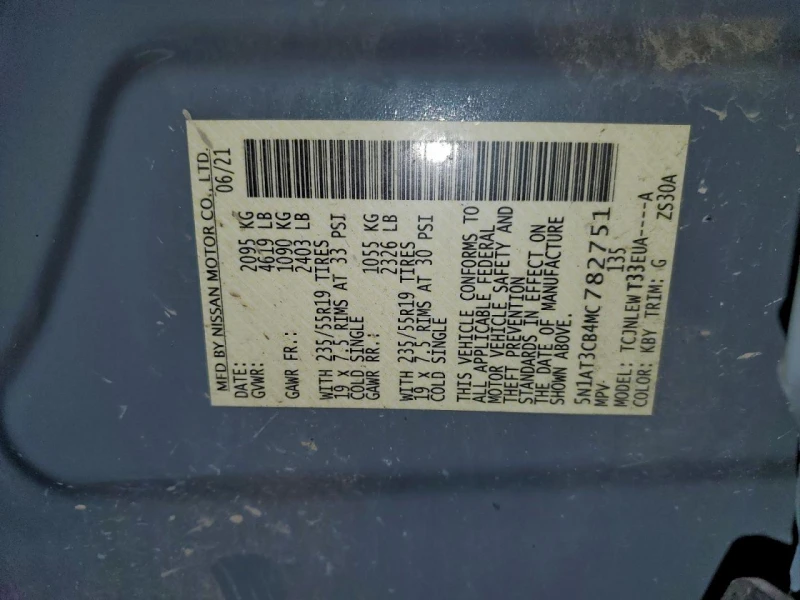 MFD BY NISSAN MOTOR CO., LTD.
DATE: 06/21
GVWR: 2095 KG
4619 LB
GAWR FR.: 1090 KG
2403 LB
WITH 235/55R19 TIRES
19 X 7.5 RIMS AT 33 PSI
COLD SINGLE
GAWR RR.: 1055 KG
2326 LB
WITH 235/55R19 TIRES
19 X 7.5 RIMS AT 30 PSI
COLD SINGLE
THIS VEHICLE CONFORMS TO
ALL APPLICABLE FEDERAL
MOTOR VEHICLE SAFETY AND
THEFT PREVENTION
STANDARDS IN EFFECT ON
THE DATE OF MANUFACTURE
SHOWN ABOVE.
5N1AT3CB4MC782751
MPV 135
MODEL: TCJNLEW T33EUA----A
COLOR: KBY TRIM: G ZS30A